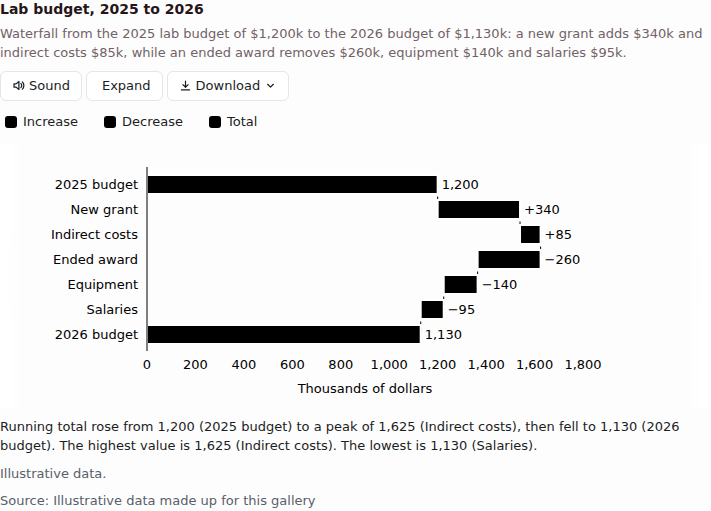 Lab budget, 2025 to 2026
Waterfall from the 2025 lab budget of $1,200k to the 2026 budget of $1,130k: a new grant adds $340k and
indirect costs $85k, while an ended award removes $260k, equipment $140k and salaries $95k.
Sound Expand Download
Increase Decrease Total
2025 budget 1,200
New grant +340
Indirect costs +85
Ended award −260
Equipment −140
Salaries −95
2026 budget 1,130
0 200 400 600 800 1,000 1,200 1,400 1,600 1,800
Thousands of dollars
Running total rose from 1,200 (2025 budget) to a peak of 1,625 (Indirect costs), then fell to 1,130 (2026
budget). The highest value is 1,625 (Indirect costs). The lowest is 1,130 (Salaries).
Illustrative data.
Source: Illustrative data made up for this gallery